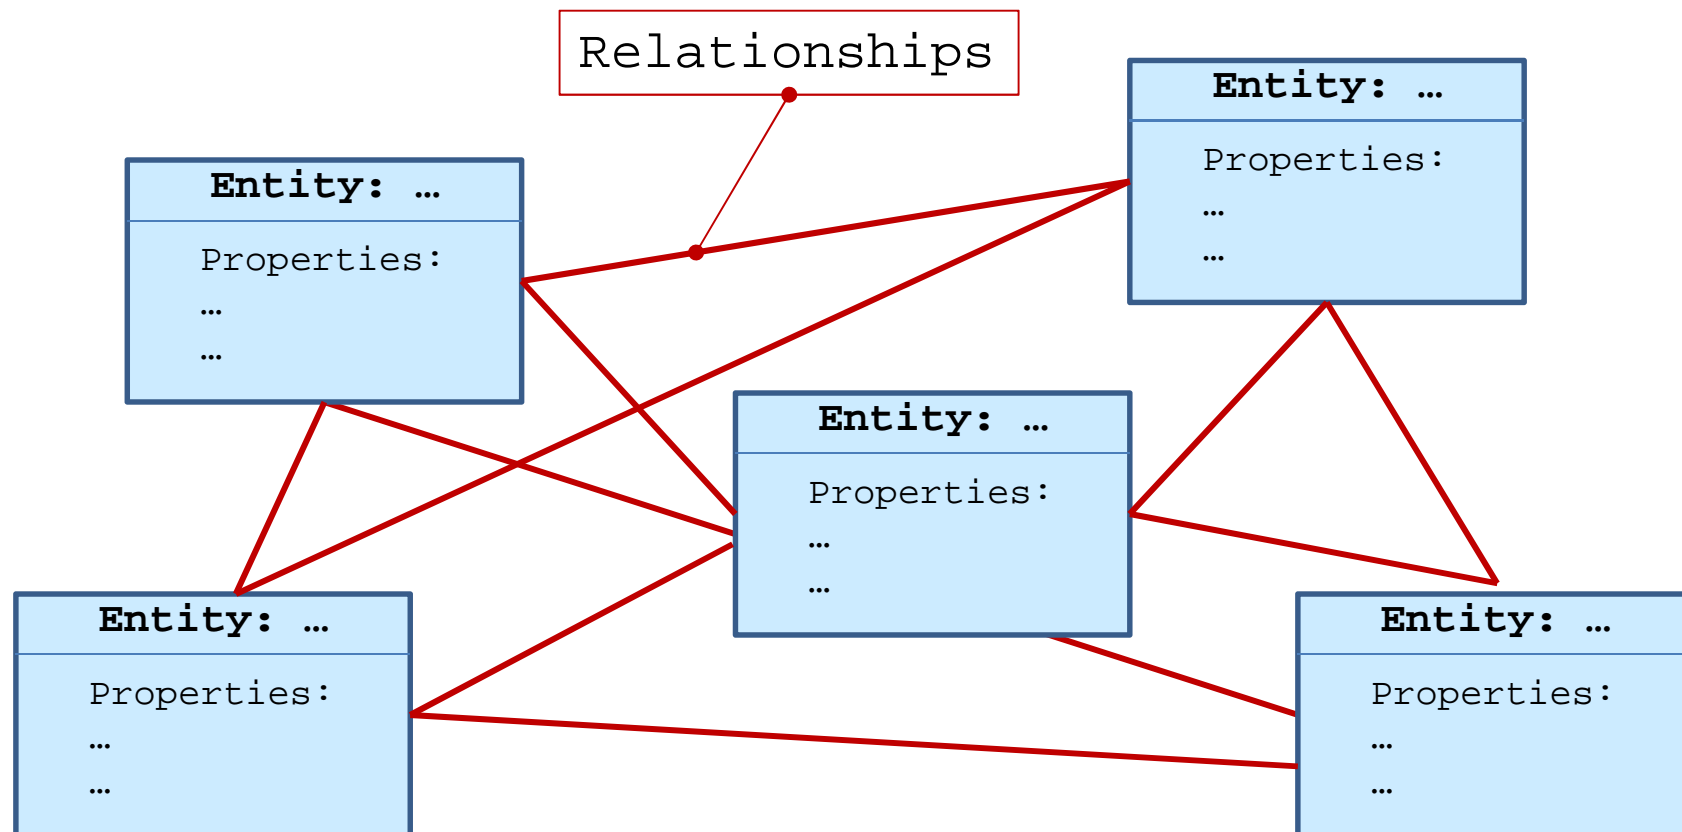 Relationships
Entity: …
Properties:
…
…
Entity: …
Properties:
…
…
Entity: …
Properties:
…
…
Entity: …
Properties:
…
…
Entity: …
Properties:
…
…